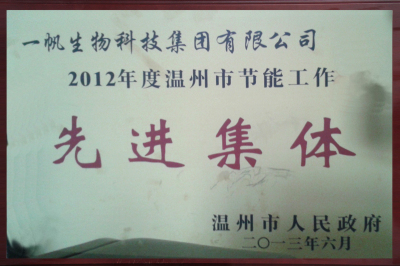 一帆生物科技集团有限公司
2012年度温州市节能工作
先进集体
温州市人民政府
二〇一三年六月